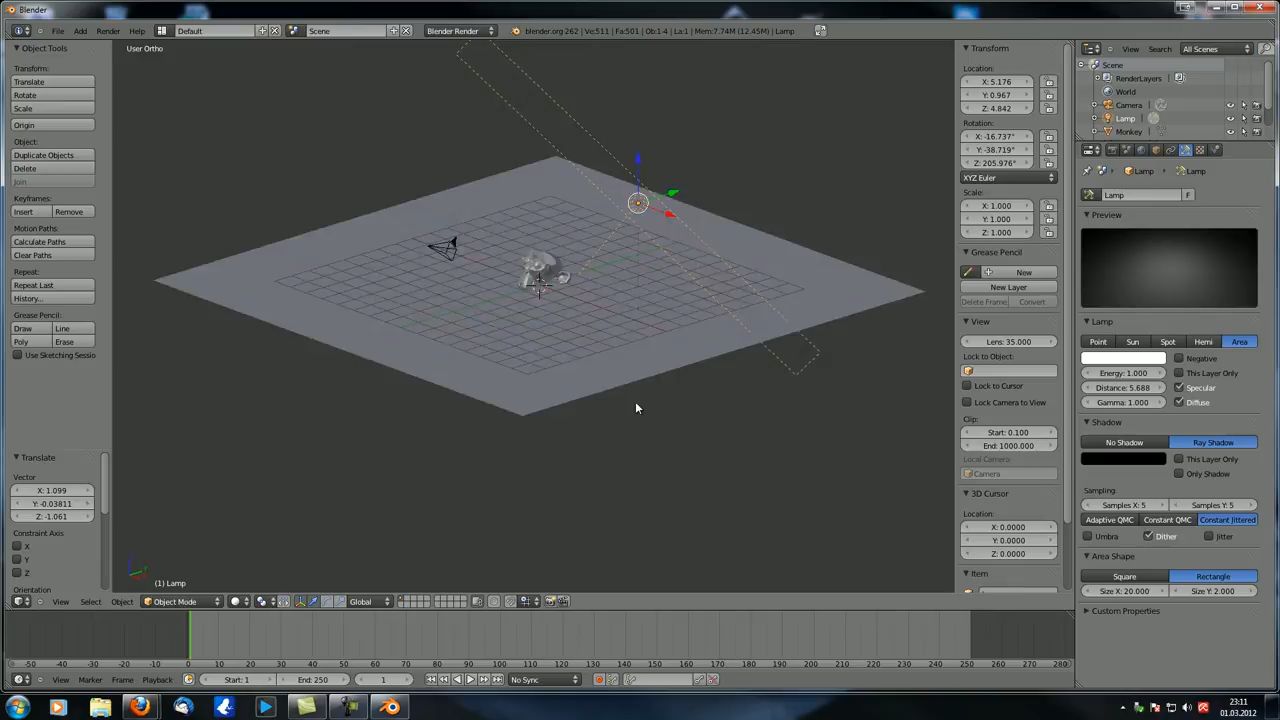 Blender
File Add Render Help Default Scene Blender Render blender.org 262 | Ve:511 | Fa:501 | Ob:1-4 | La:1 | Mem:7.74M (12.45M) | Lamp
Object Tools
Transform:
Translate
Rotate
Scale
Origin
Object:
Duplicate Objects
Delete
Join
Keyframes:
Insert Remove
Motion Paths:
Calculate Paths
Clear Paths
Repeat:
Repeat Last
History...
Grease Pencil:
Draw Line
Poly Erase
Use Sketching Sessio
Translate
Vector
X: 1.099
Y: -0.03811
Z: -1.061
Constraint Axis
X
Y
Z
Orientation
User Ortho
(1) Lamp
View Select Object Object Mode Global
Transform
Location:
X: 5.176
Y: 0.967
Z: 4.842
Rotation:
X: -16.737°
Y: -38.719°
Z: 205.976°
XYZ Euler
Scale:
X: 1.000
Y: 1.000
Z: 1.000
Grease Pencil
New
New Layer
Delete Frame Convert
View
Lens: 35.000
Lock to Object:
Lock to Cursor
Lock Camera to View
Clip:
Start: 0.100
End: 1000.000
Local Camera:
Camera
3D Cursor
Location:
X: 0.0000
Y: 0.0000
Z: 0.0000
Item
View Search All Scenes
Scene
RenderLayers
World
Camera
Lamp
Monkey
Lamp Lamp
Lamp F
Preview
Lamp
Point Sun Spot Hemi Area
Negative
Energy: 1.000 This Layer Only
Distance: 5.688 Specular
Gamma: 1.000 Diffuse
Shadow
No Shadow Ray Shadow
This Layer Only
Only Shadow
Sampling:
Samples X: 5 Samples Y: 5
Adaptive QMC Constant QMC Constant Jittered
Umbra Dither Jitter
Area Shape
Square Rectangle
Size X: 20.000 Size Y: 2.000
Custom Properties
-50 -40 -30 -20 -10 0 10 20 30 40 50 60 70 80 90 100 110 120 130 140 150 160 170 180 190 200 210 220 230 240 250 260 270 280
View Marker Frame Playback Start: 1 End: 250 1 No Sync
23:11
01.03.2012